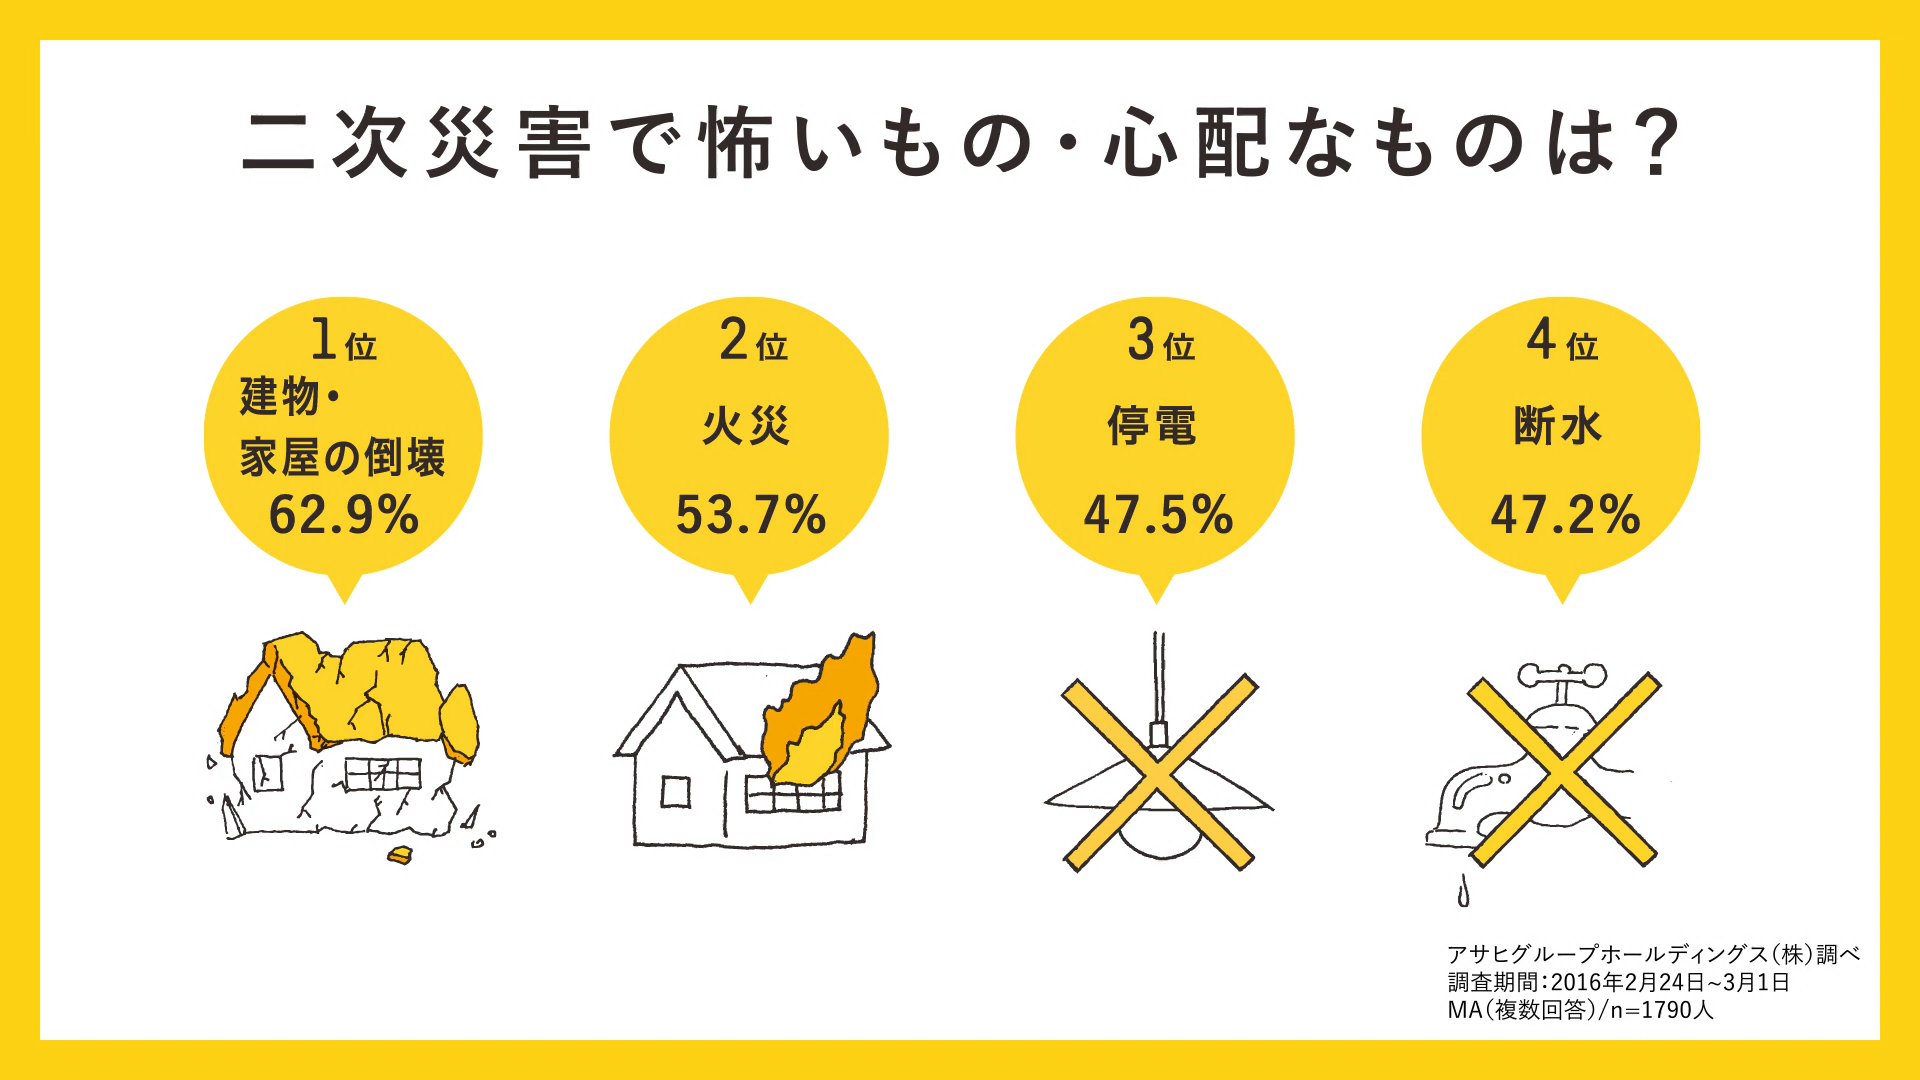 二次災害で怖いもの・心配なものは？
1位
建物・
家屋の倒壊
62.9%
2位
火災
53.7%
3位
停電
47.5%
4位
断水
47.2%
アサヒグループホールディングス（株）調べ
調査期間：2016年2月24日~3月1日
MA（複数回答）/n=1790人